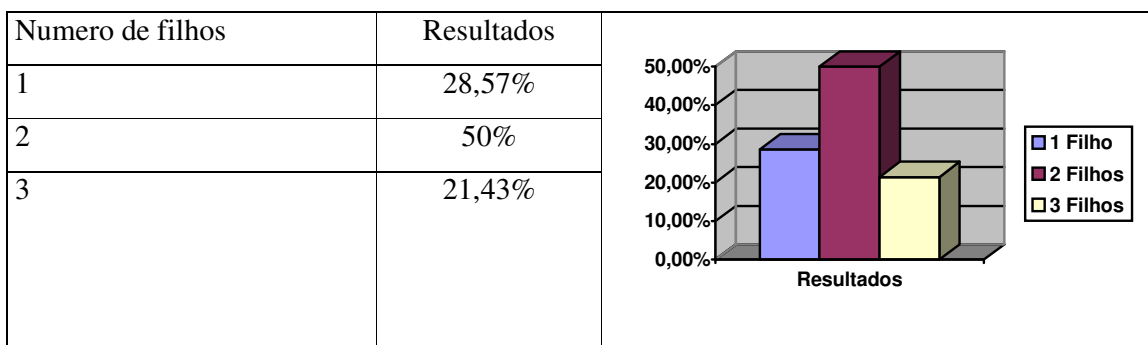 Numero de filhos Resultados
1 28,57%
2 50%
3 21,43%
50,00%
40,00%
30,00%
20,00%
10,00%
0,00%
Resultados
1 Filho
2 Filhos
3 Filhos